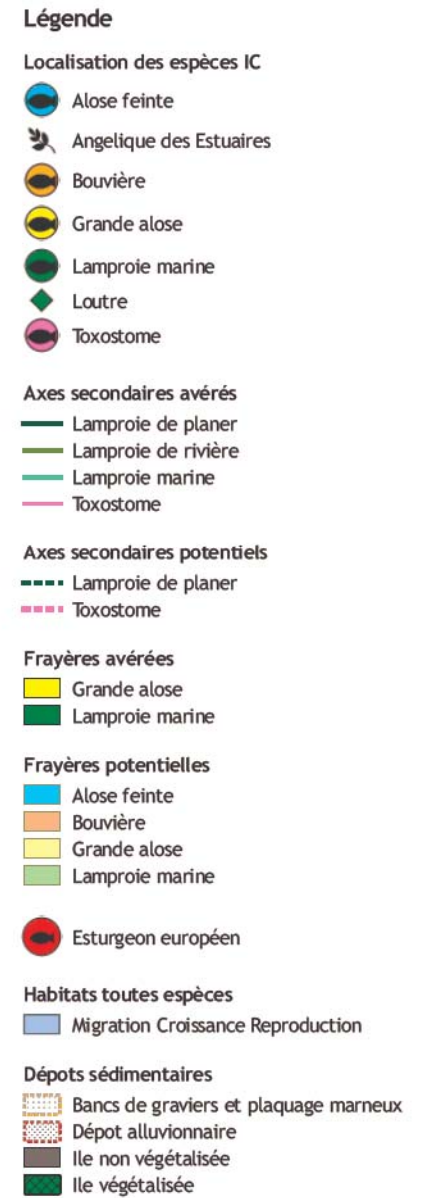 Légende
Localisation des espèces IC
Alose feinte
Angelique des Estuaires
Bouvière
Grande alose
Lamproie marine
Loutre
Toxostome
Axes secondaires avérés
Lamproie de planer
Lamproie de rivière
Lamproie marine
Toxostome
Axes secondaires potentiels
Lamproie de planer
Toxostome
Frayères avérées
Grande alose
Lamproie marine
Frayères potentielles
Alose feinte
Bouvière
Grande alose
Lamproie marine
Esturgeon européen
Habitats toutes espèces
Migration Croissance Reproduction
Dépots sédimentaires
Bancs de graviers et plaquage marneux
Dépot alluvionnaire
Ile non végétalisée
Ile végétalisée